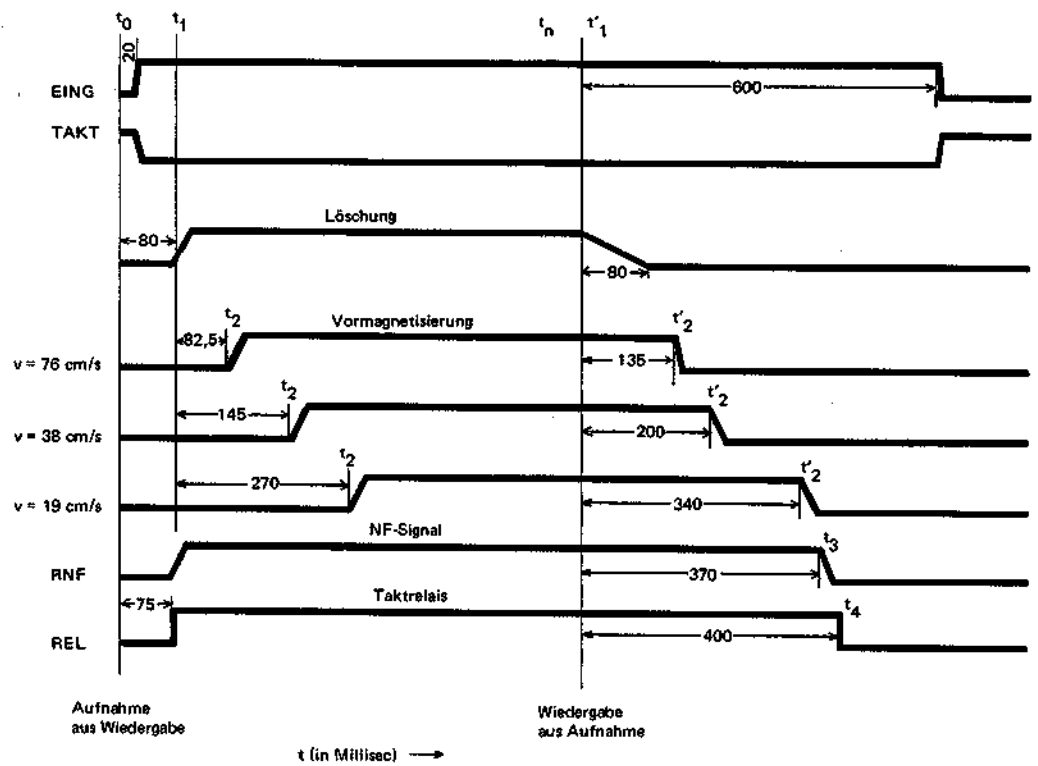 t0 t1 tn t'1
20
EING
600
TAKT
Löschung
80
80
t2 Vormagnetisierung t'2
82,5
v = 76 cm/s
135
t2 t'2
145
v = 38 cm/s
200
t2 t'2
270
v = 19 cm/s
340
NF-Signal
t3
RNF
370
75
Taktrelais
t4
REL
400
Aufnahme
aus Wiedergabe
Wiedergabe
aus Aufnahme
t (in Millisec)